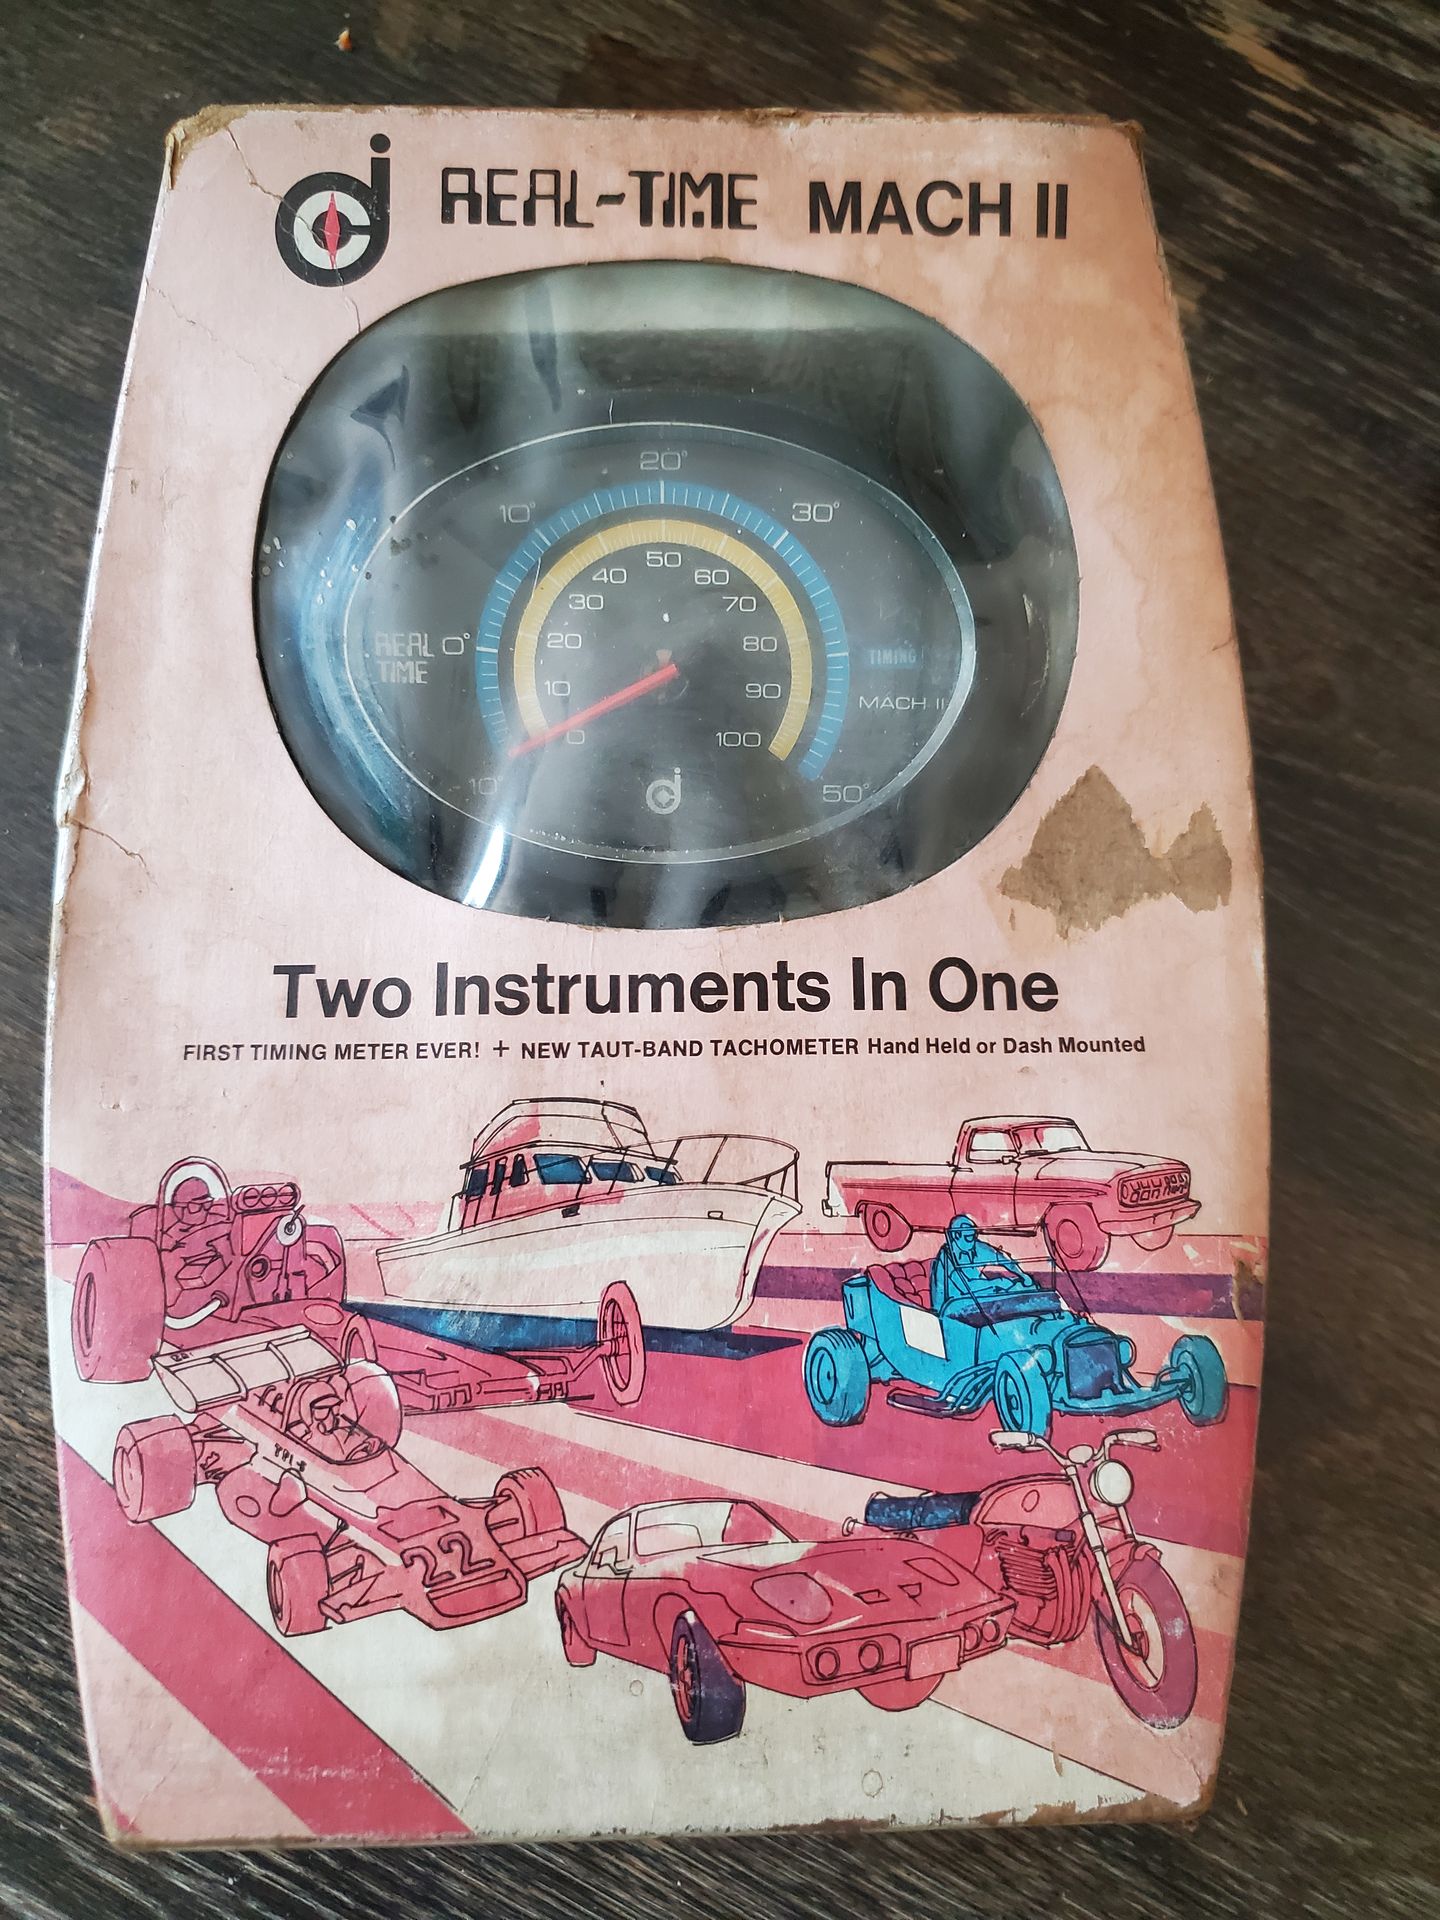 dc REAL-TIME MACH II
20°
10° 30°
50
40 60
30 70
REAL 0° 20 80 TIMING
TIME
10 90 MACH II
0 100
10° dc 50°
Two Instruments In One
FIRST TIMING METER EVER! + NEW TAUT-BAND TACHOMETER Hand Held or Dash Mounted
22